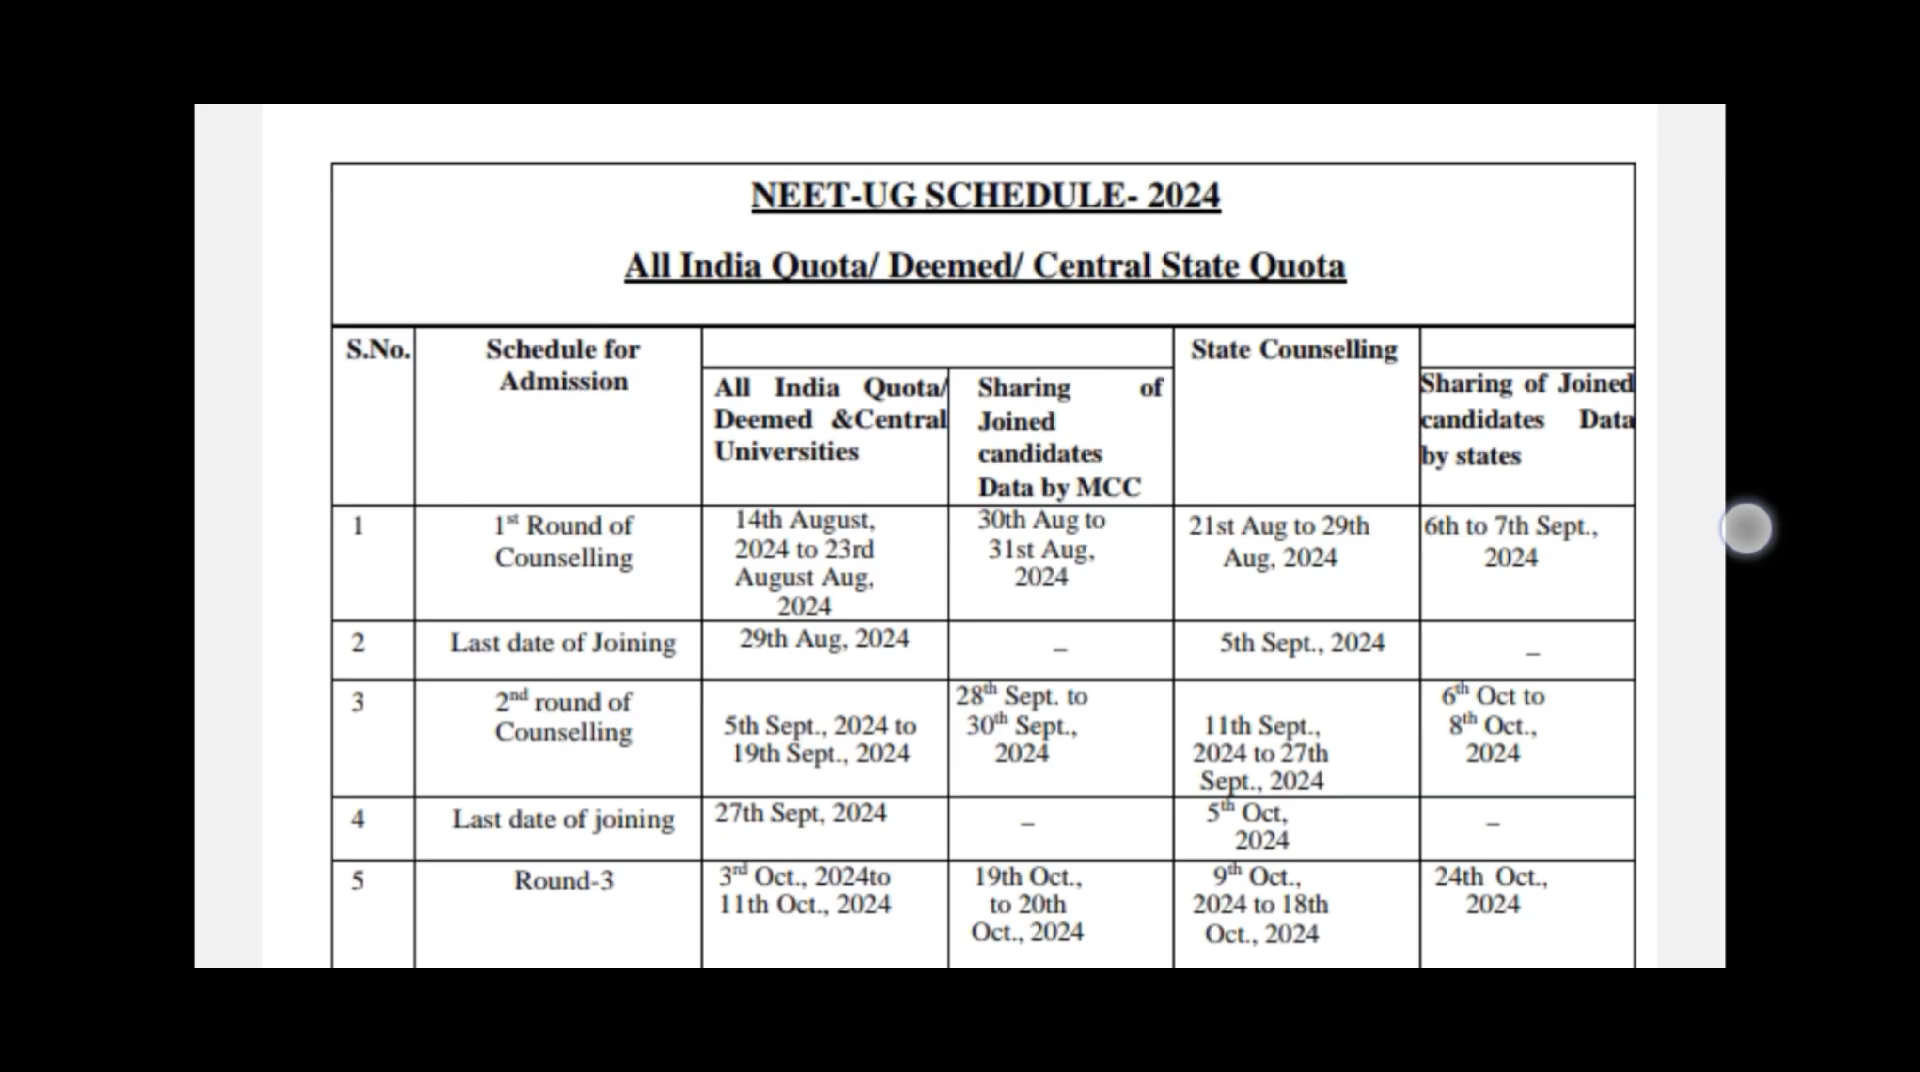 NEET-UG SCHEDULE- 2024
All India Quota/ Deemed/ Central State Quota
S.No.
Schedule for
Admission
All India Quota/
Deemed &Central
Universities
Sharing of
Joined
candidates
Data by MCC
State Counselling
Sharing of Joined
candidates Data
by states
1
1st Round of
Counselling
14th August,
2024 to 23rd
August Aug,
2024
30th Aug to
31st Aug,
2024
21st Aug to 29th
Aug, 2024
6th to 7th Sept.,
2024
2
Last date of Joining
29th Aug, 2024
–
5th Sept., 2024
–
3
2nd round of
Counselling
5th Sept., 2024 to
19th Sept., 2024
28th Sept. to
30th Sept.,
2024
11th Sept.,
2024 to 27th
Sept., 2024
6th Oct to
8th Oct.,
2024
4
Last date of joining
27th Sept, 2024
–
5th Oct,
2024
–
5
Round-3
3rd Oct., 2024to
11th Oct., 2024
19th Oct.,
to 20th
Oct., 2024
9th Oct.,
2024 to 18th
Oct., 2024
24th Oct.,
2024